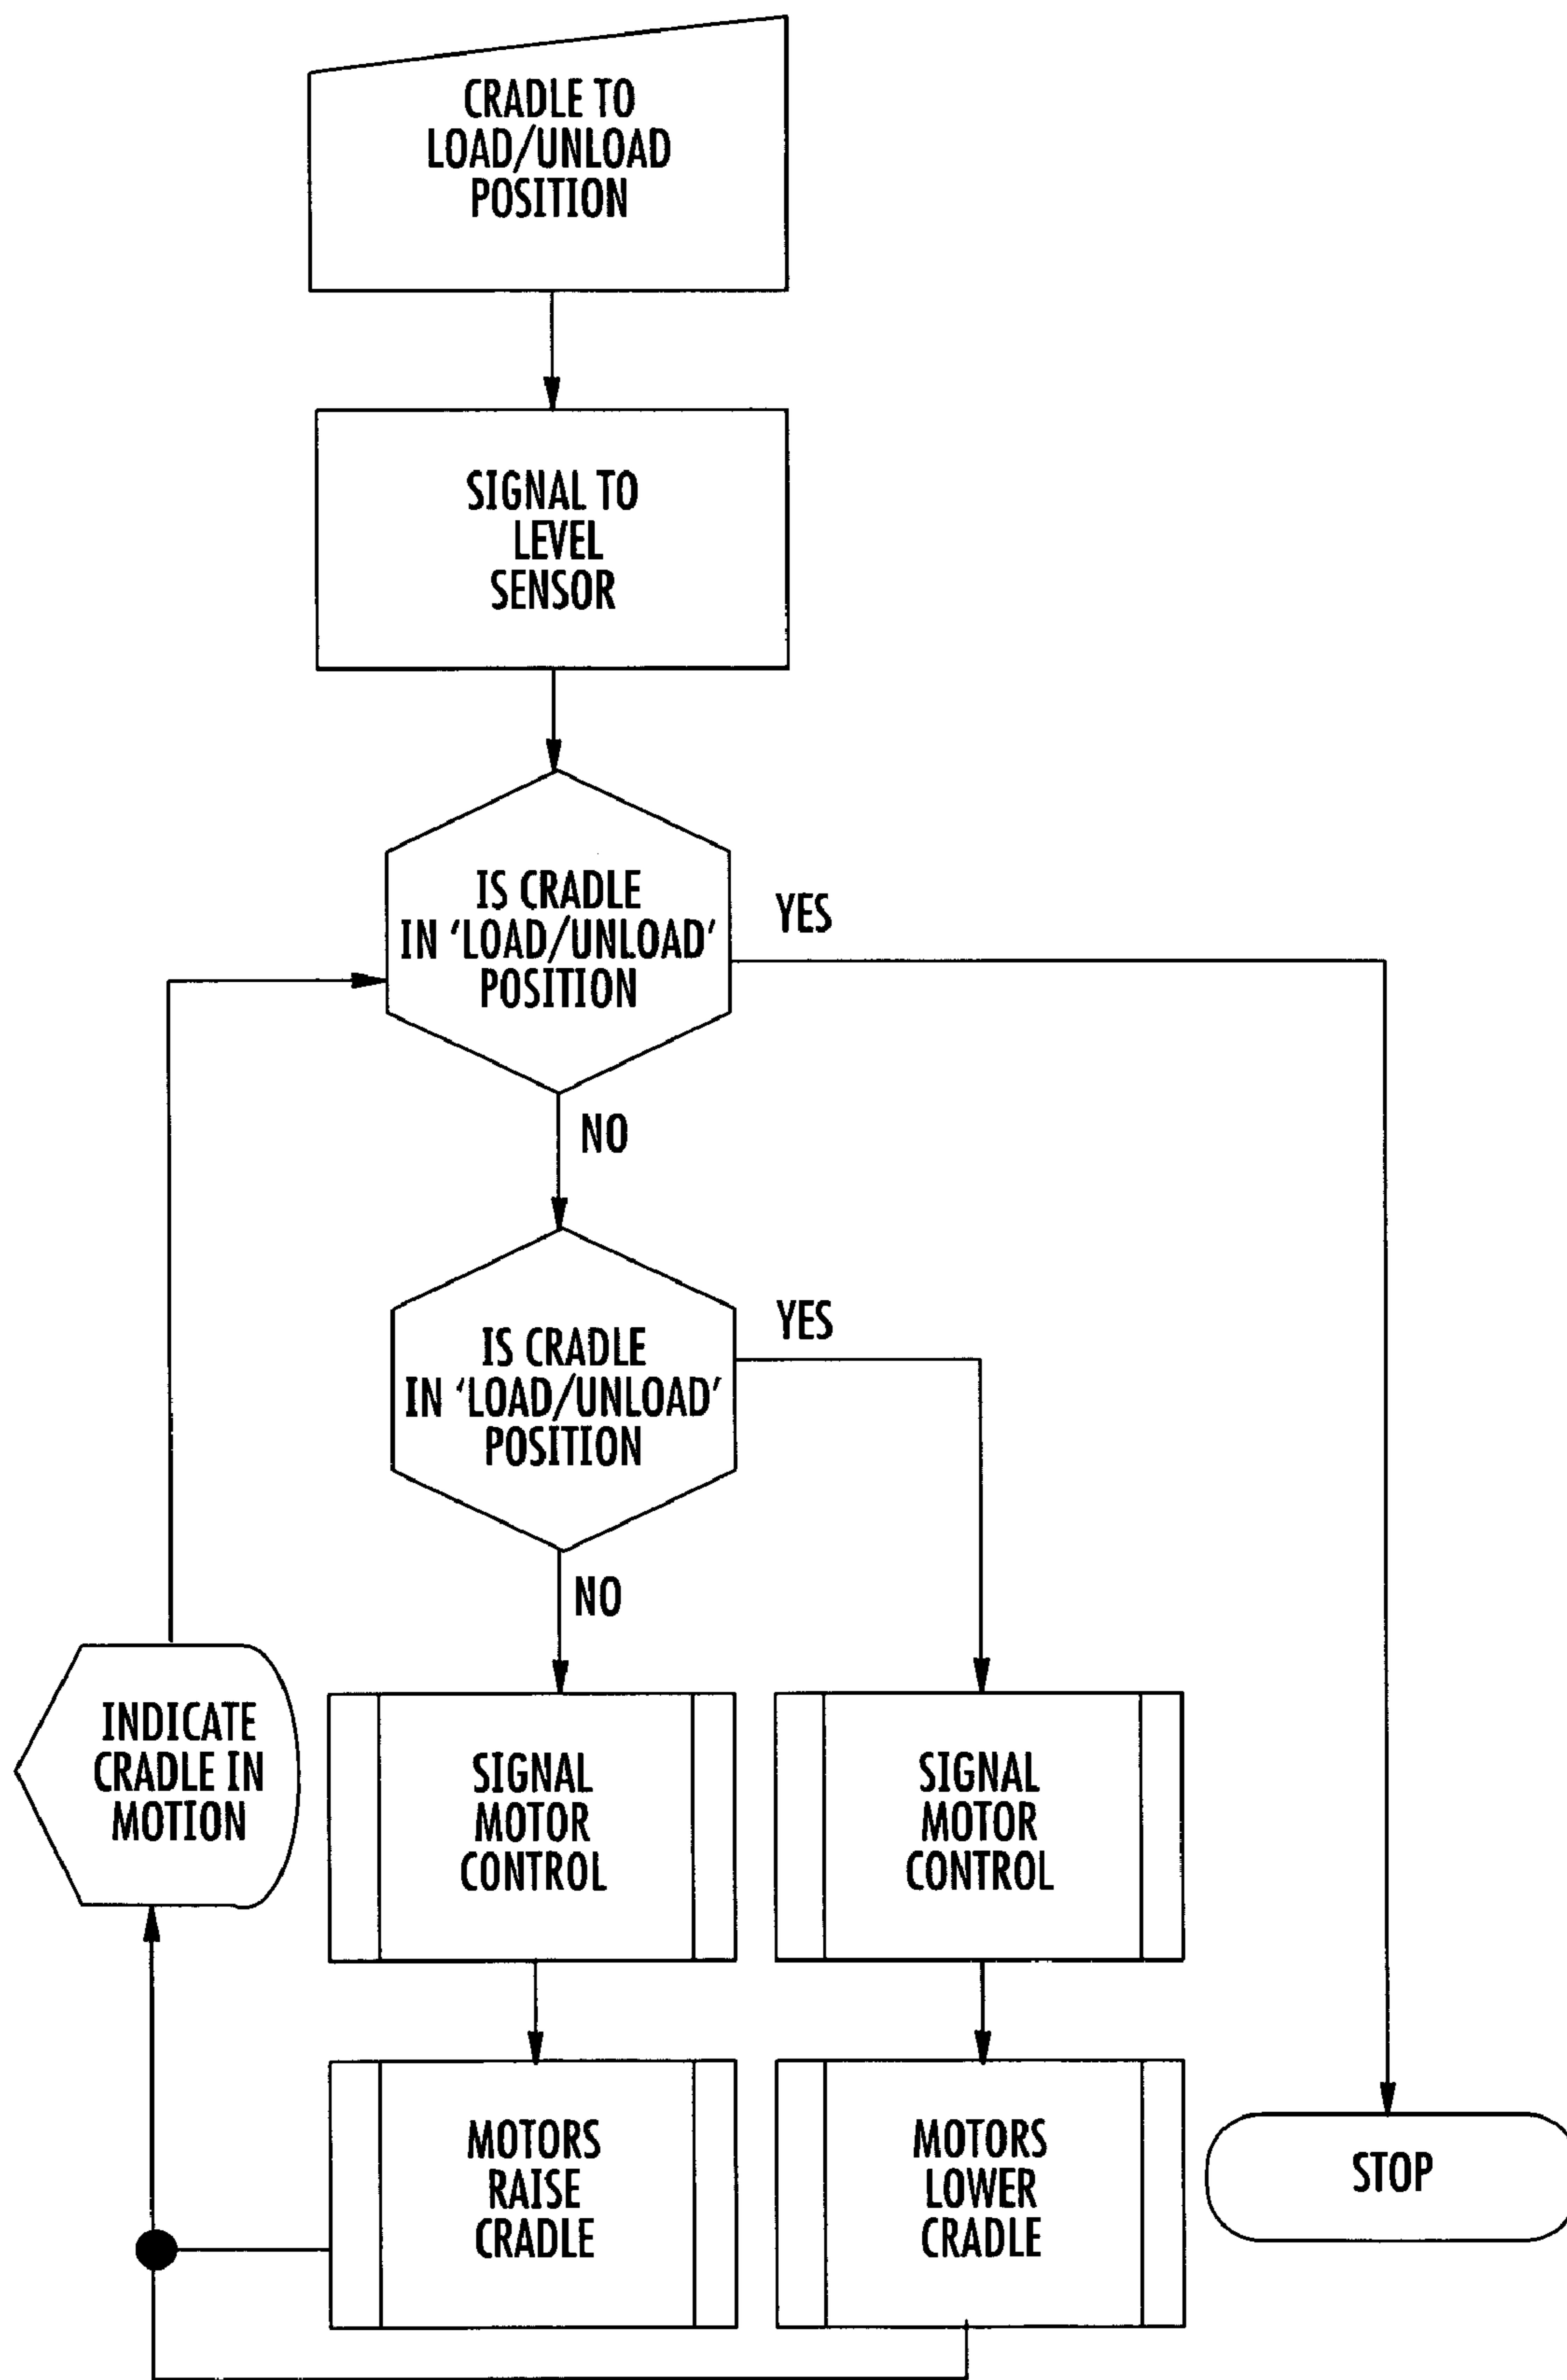 CRADLE TO
LOAD/UNLOAD
POSITION
SIGNAL TO
LEVEL
SENSOR
IS CRADLE
IN 'LOAD/UNLOAD'
POSITION
YES
NO
IS CRADLE
IN 'LOAD/UNLOAD'
POSITION
YES
NO
INDICATE
CRADLE IN
MOTION
SIGNAL
MOTOR
CONTROL
SIGNAL
MOTOR
CONTROL
MOTORS
RAISE
CRADLE
MOTORS
LOWER
CRADLE
STOP